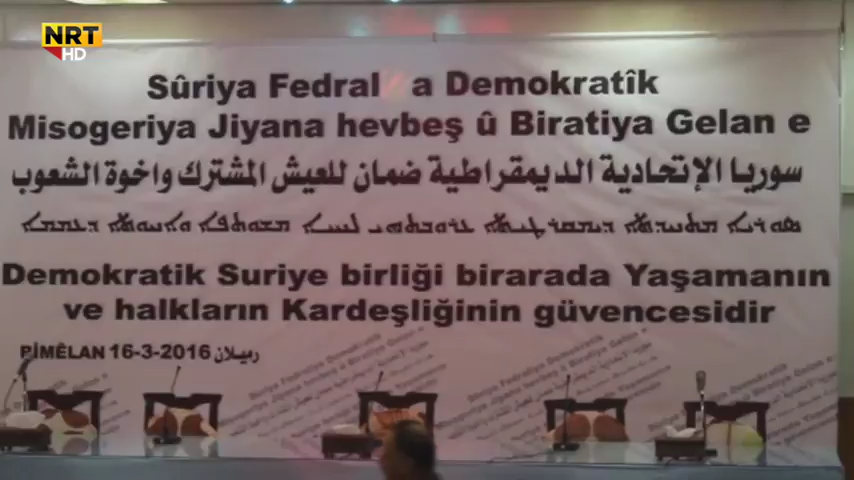 NRT
HD
Sûriya Fedral a Demokratîk
Misogeriya Jiyana hevbeş û Biratiya Gelan e
سوريا الإتحادية الديمقراطية ضمان للعيش المشترك واخوة الشعوب
Demokratik Suriye birliği birarada Yaşamanın
ve halkların Kardeşliğinin güvencesidir
RIMÊLAN 16-3-2016 رميلان